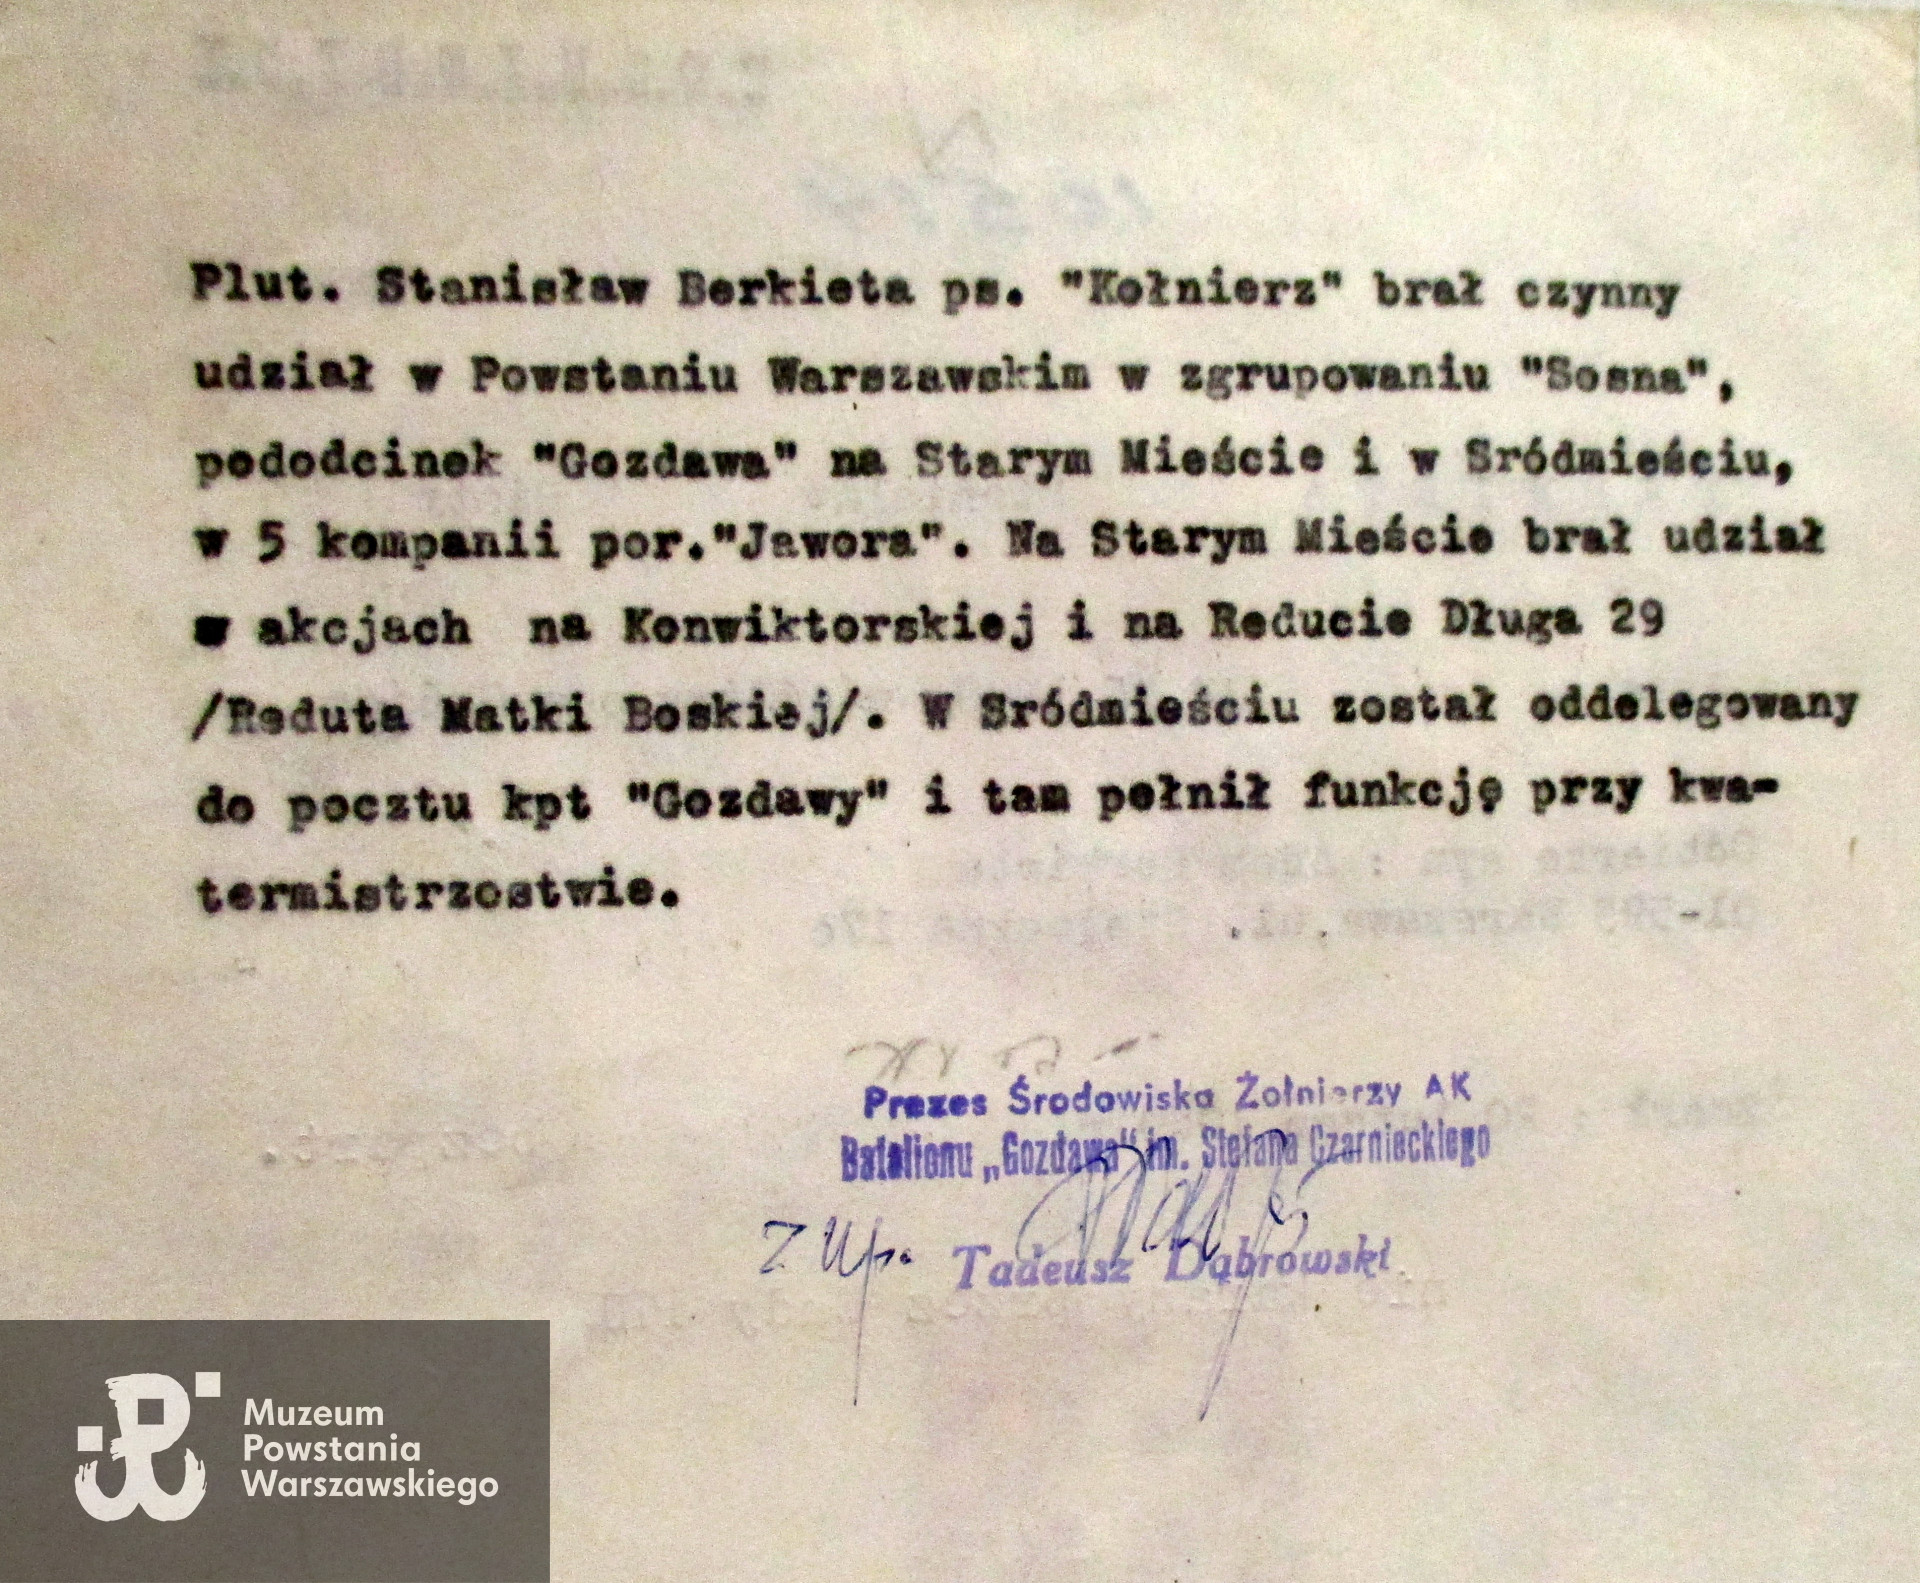 Plut. Stanisław Berkieta ps. "Kołnierz" brał czynny
udział w Powstaniu Warszawskim w zgrupowaniu "Sosna",
pododcinek "Gozdawa" na Starym Mieście i w Sródmieściu,
w 5 kompanii por."Jawora". Na Starym Mieście brał udział
w akcjach na Konwiktorskiej i na Reducie Długa 29
/Reduta Matki Boskiej/. W Sródmieściu został oddelegowany
do pocztu kpt "Gozdawy" i tam pełnił funkcję przy kwa-
termistrzostwie.
Prezes Środowiska Żołnierzy AK
Batalionu „Gozdawa" im. Stefana Czarnieckiego
z up. Tadeusz Dąbrowski
Muzeum
Powstania
Warszawskiego